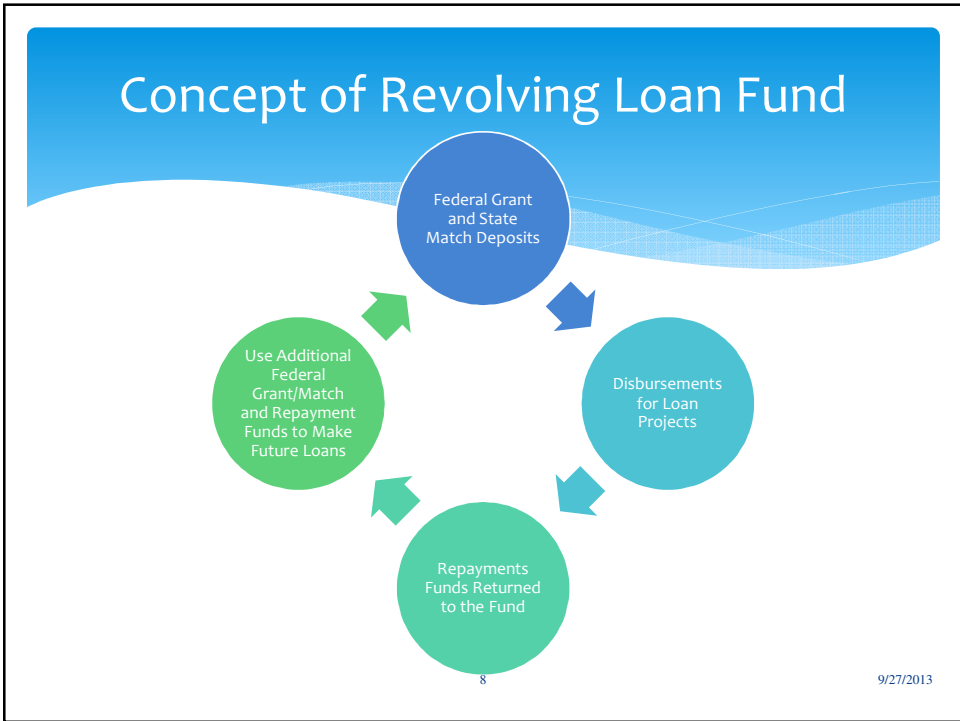 Concept of Revolving Loan Fund
Federal Grant
and State
Match Deposits
Disbursements
for Loan
Projects
Repayments
Funds Returned
to the Fund
Use Additional
Federal
Grant/Match
and Repayment
Funds to Make
Future Loans
8
9/27/2013